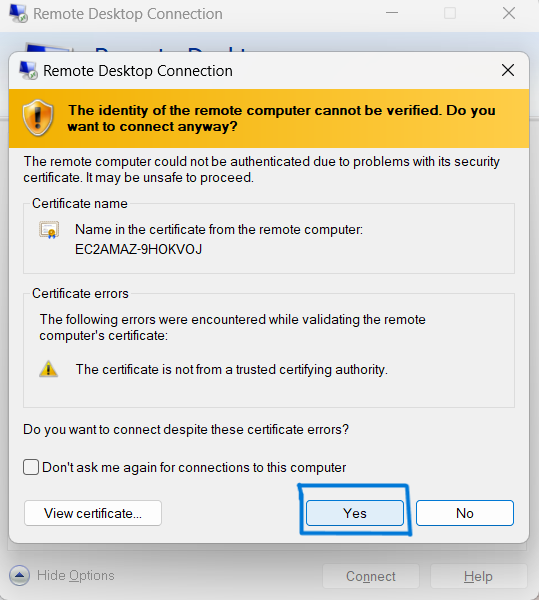 Remote Desktop Connection
Remote Desktop Connection
The identity of the remote computer cannot be verified. Do you
want to connect anyway?
The remote computer could not be authenticated due to problems with its security
certificate. It may be unsafe to proceed.
Certificate name
Name in the certificate from the remote computer:
EC2AMAZ-9HOKVOJ
Certificate errors
The following errors were encountered while validating the remote
computer's certificate:
The certificate is not from a trusted certifying authority.
Do you want to connect despite these certificate errors?
Don't ask me again for connections to this computer
View certificate...
Yes
No
Hide Options
Connect
Help